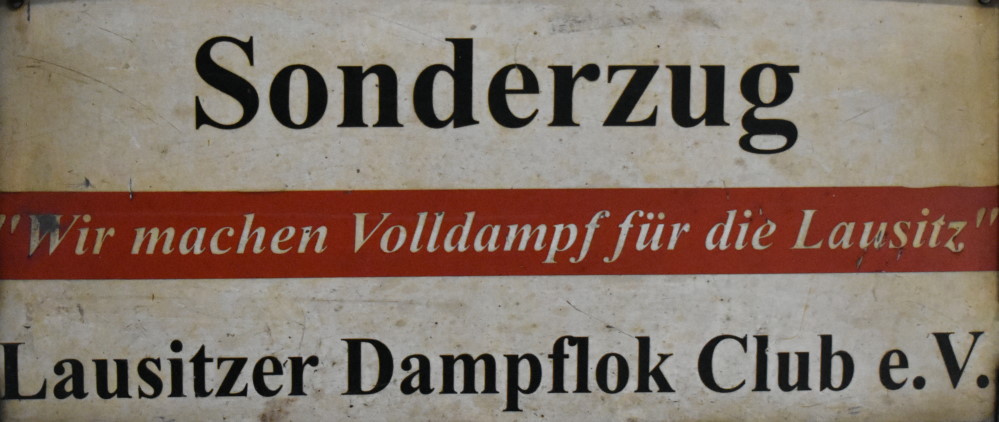 Sonderzug
"Wir machen Volldampf für die Lausitz"
Lausitzer Dampflok Club e.V.